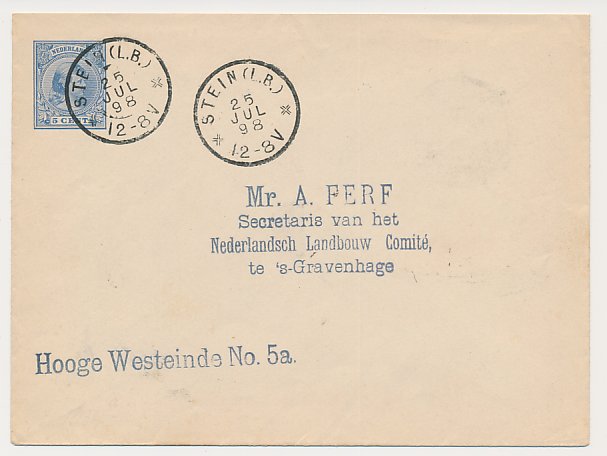 NEDERLAND
5 CENT
STEIN (L.B.)
25
JUL
98
12-8V
STEIN (L.B.)
25
JUL
98
12-8V
Mr. A. FERF
Secretaris van het
Nederlandsch Landbouw Comité,
te 's-Gravenhage
Hooge Westeinde No. 5a.